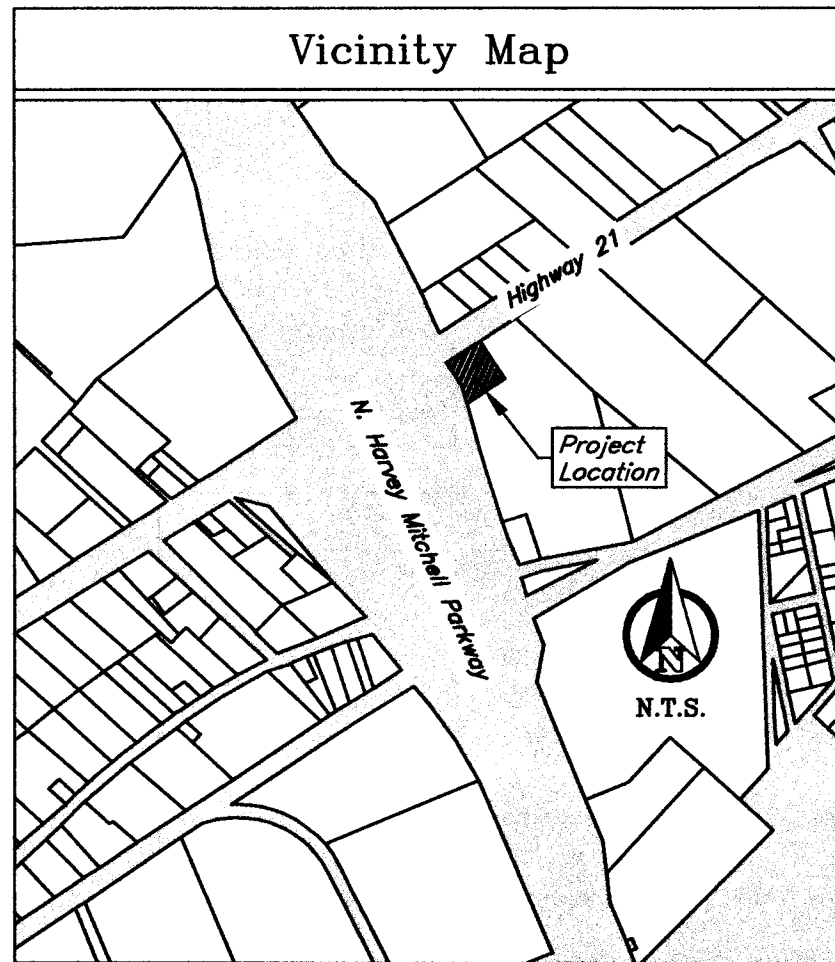 Vicinity Map
Highway 21
N. Harvey Mitchell Parkway
Project
Location
N
N.T.S.